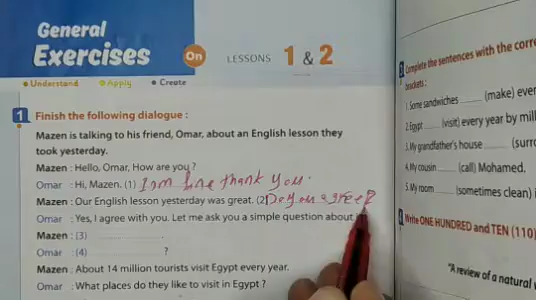 General
Exercises
On
LESSONS 1 & 2
Understand Apply Create
1 Finish the following dialogue :
Mazen is talking to his friend, Omar, about an English lesson they
took yesterday.
Mazen : Hello, Omar, How are you ?
Omar : Hi, Mazen. (1) I am fine thank you.
Mazen : Our English lesson yesterday was great. (2) Do you agree?
Omar : Yes, I agree with you. Let me ask you a simple question about
Mazen : (3)
Omar : (4) ?
Mazen : About 14 million tourists visit Egypt every year.
Omar : What places do they like to visit in Egypt ?
3 Complete the sentences with the corre
brackets :
1. Some sandwiches (make) ever
2. Egypt (visit) every year by mill
3. My grandfather's house (surr
4. My cousin (call) Mohamed.
5. My room (sometimes clean)
4 Write ONE HUNDRED and TEN (110)
"A review of a natural